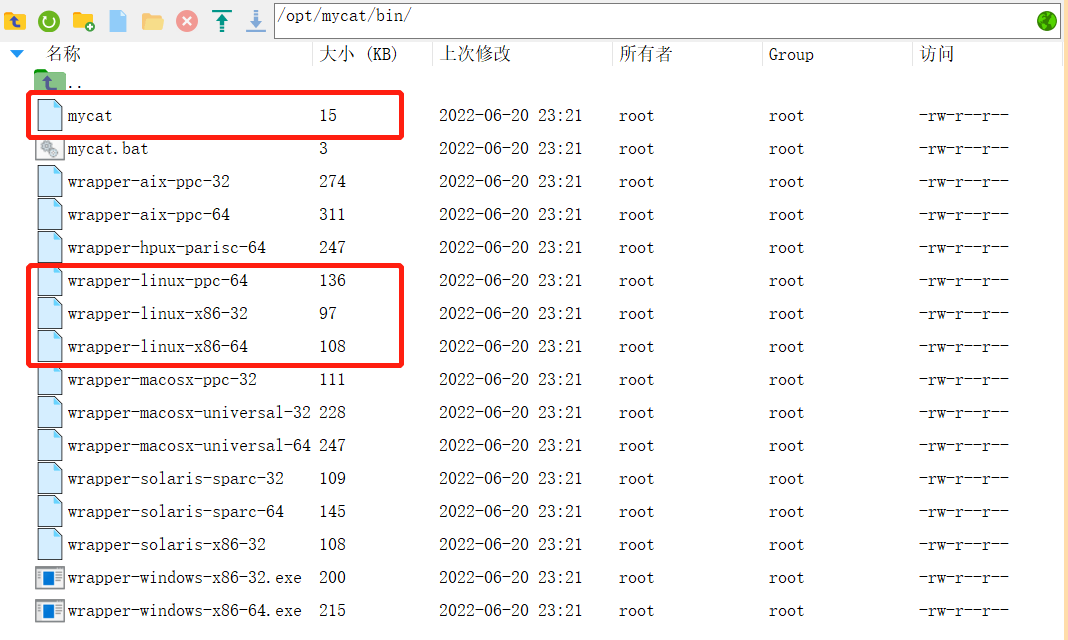 /opt/mycat/bin/
名称 大小 (KB) 上次修改 所有者 Group 访问
..
mycat 15 2022-06-20 23:21 root root -rw-r--r--
mycat.bat 3 2022-06-20 23:21 root root -rw-r--r--
wrapper-aix-ppc-32 274 2022-06-20 23:21 root root -rw-r--r--
wrapper-aix-ppc-64 311 2022-06-20 23:21 root root -rw-r--r--
wrapper-hpux-parisc-64 247 2022-06-20 23:21 root root -rw-r--r--
wrapper-linux-ppc-64 136 2022-06-20 23:21 root root -rw-r--r--
wrapper-linux-x86-32 97 2022-06-20 23:21 root root -rw-r--r--
wrapper-linux-x86-64 108 2022-06-20 23:21 root root -rw-r--r--
wrapper-macosx-ppc-32 111 2022-06-20 23:21 root root -rw-r--r--
wrapper-macosx-universal-32 228 2022-06-20 23:21 root root -rw-r--r--
wrapper-macosx-universal-64 247 2022-06-20 23:21 root root -rw-r--r--
wrapper-solaris-sparc-32 109 2022-06-20 23:21 root root -rw-r--r--
wrapper-solaris-sparc-64 145 2022-06-20 23:21 root root -rw-r--r--
wrapper-solaris-x86-32 108 2022-06-20 23:21 root root -rw-r--r--
wrapper-windows-x86-32.exe 200 2022-06-20 23:21 root root -rw-r--r--
wrapper-windows-x86-64.exe 215 2022-06-20 23:21 root root -rw-r--r--